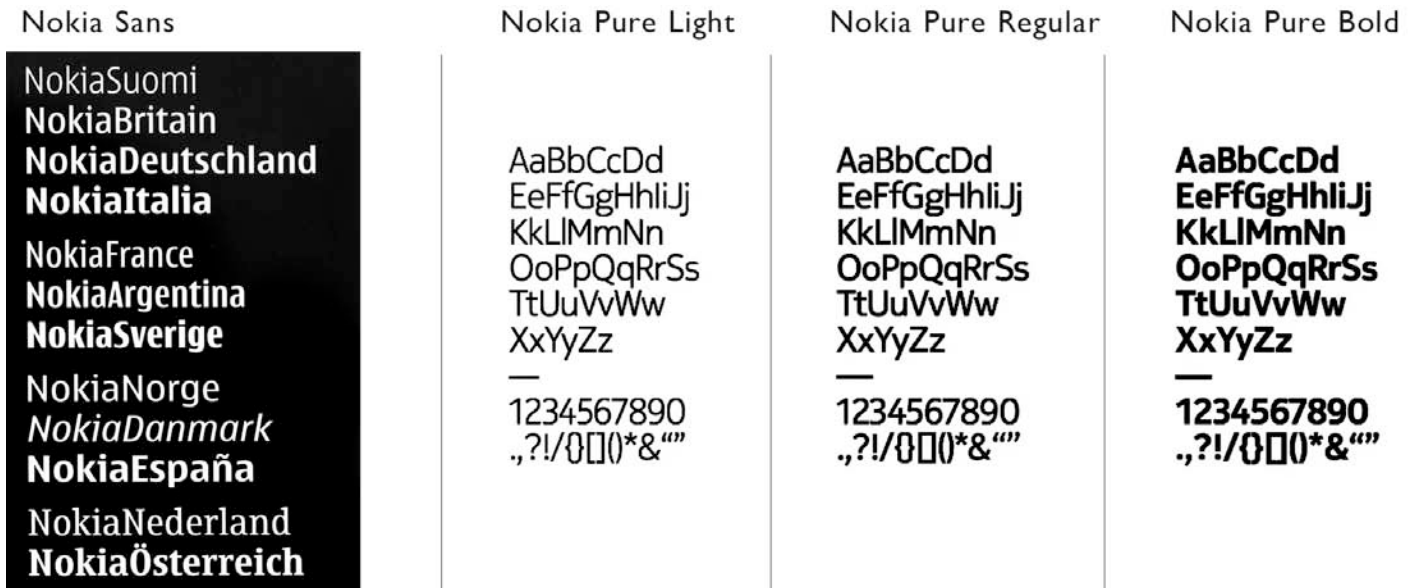 Nokia Sans
NokiaSuomi
NokiaBritain
NokiaDeutschland
NokiaItalia
NokiaFrance
NokiaArgentina
NokiaSverige
NokiaNorge
NokiaDanmark
NokiaEspaña
NokiaNederland
NokiaÖsterreich
Nokia Pure Light
AaBbCcDd
EeFfGgHhIiJj
KkLlMmNn
OoPpQqRrSs
TtUuVvWw
XxYyZz
—
1234567890
.,?!/{}[]()*&“”
Nokia Pure Regular
AaBbCcDd
EeFfGgHhIiJj
KkLlMmNn
OoPpQqRrSs
TtUuVvWw
XxYyZz
—
1234567890
.,?!/{}[]()*&“”
Nokia Pure Bold
AaBbCcDd
EeFfGgHhIiJj
KkLlMmNn
OoPpQqRrSs
TtUuVvWw
XxYyZz
—
1234567890
.,?!/{}[]()*&“”